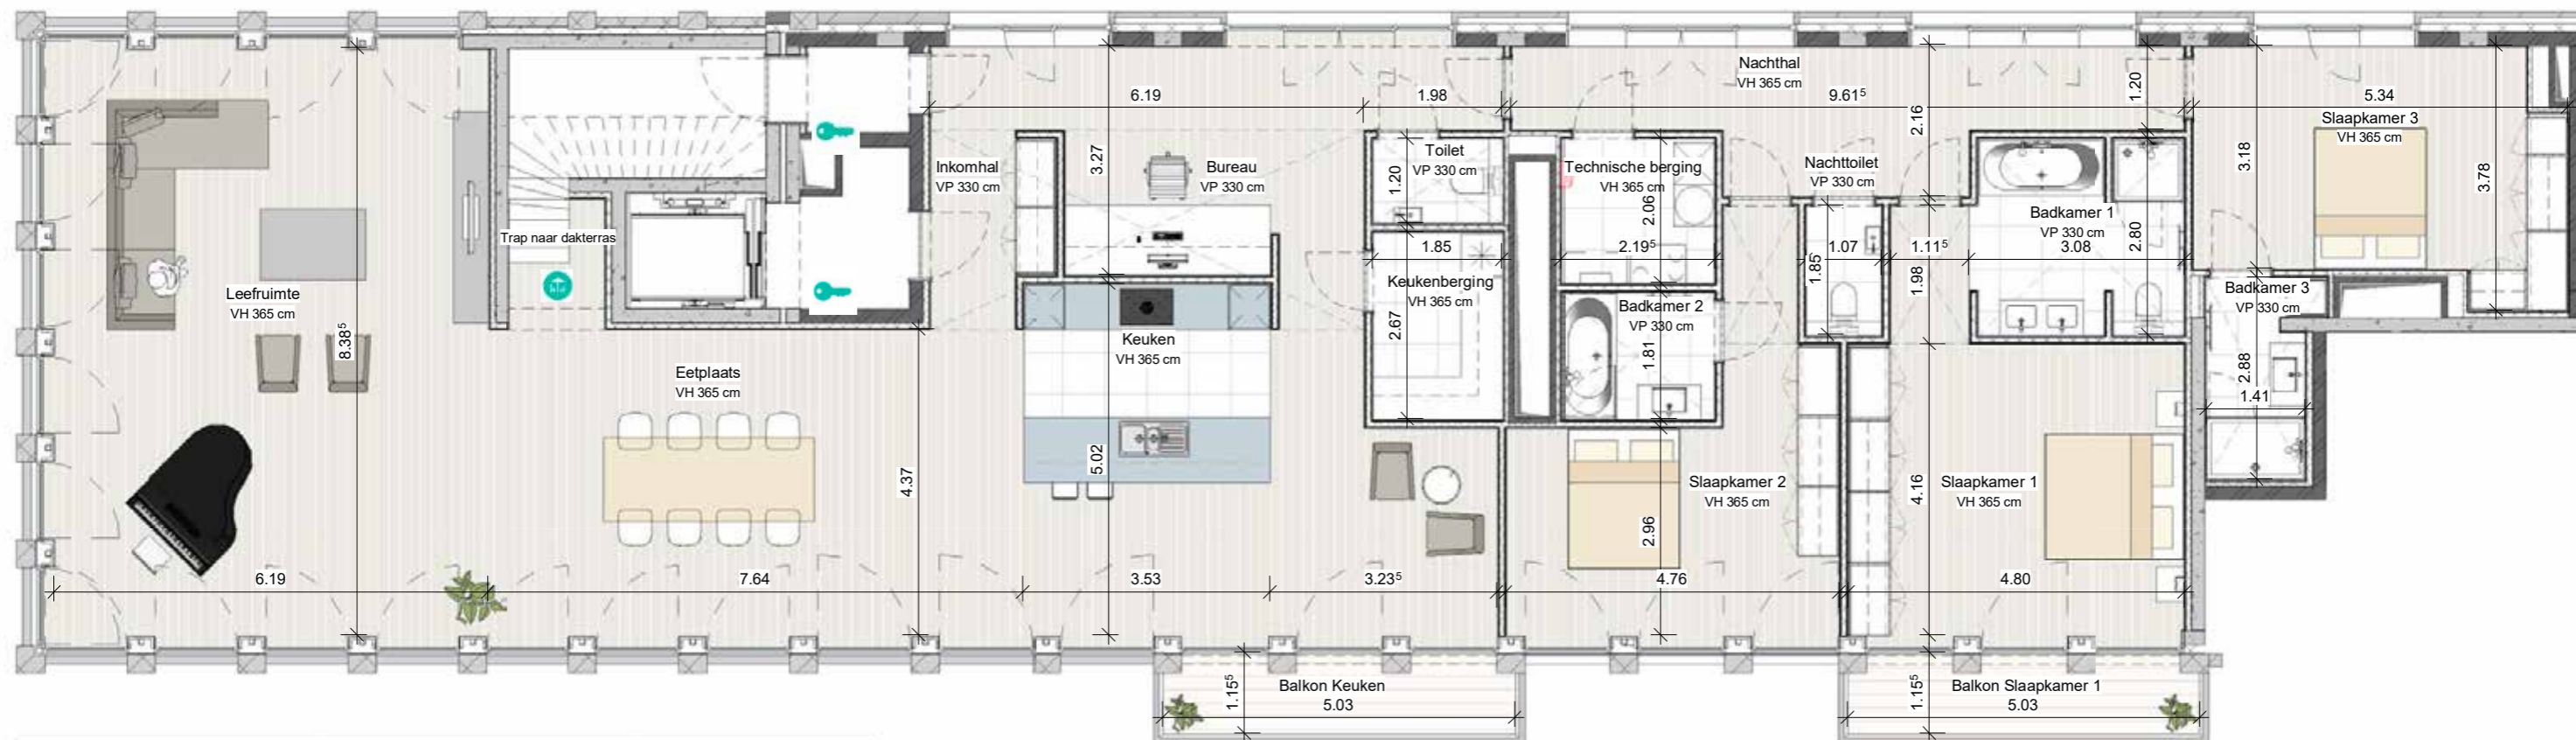 Nachthal
VH 365 cm
6.19
1.98
9.61⁵
2.16
1.20
5.34
Slaapkamer 3
VH 365 cm
3.18
3.78
3.27
Inkomhal
VP 330 cm
Bureau
VP 330 cm
Toilet
VP 330 cm
1.20
Technische berging
VH 365 cm
2.06
2.19⁵
Nachttoilet
VP 330 cm
1.07
1.85
1.11⁵
1.98
Badkamer 1
VP 330 cm
3.08
2.80
Trap naar dakterras
1.85
Keukenberging
VH 365 cm
2.67
Badkamer 2
VP 330 cm
1.81
Badkamer 3
VP 330 cm
2.88
1.41
Leefruimte
VH 365 cm
8.38⁵
Keuken
VH 365 cm
Eetplaats
VH 365 cm
5.02
4.37
Slaapkamer 2
VH 365 cm
2.96
4.16
Slaapkamer 1
VH 365 cm
6.19
7.64
3.53
3.23⁵
4.76
4.80
1.15⁵
Balkon Keuken
5.03
1.15⁵
Balkon Slaapkamer 1
5.03